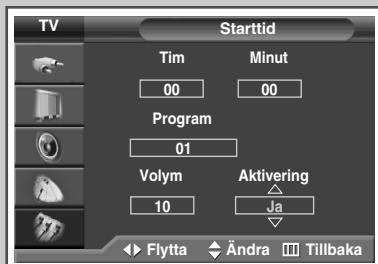 TV
Starttid
Tim Minut
00 00
Program
01
Volym Aktivering
10 Ja
Flytta Ändra Tillbaka